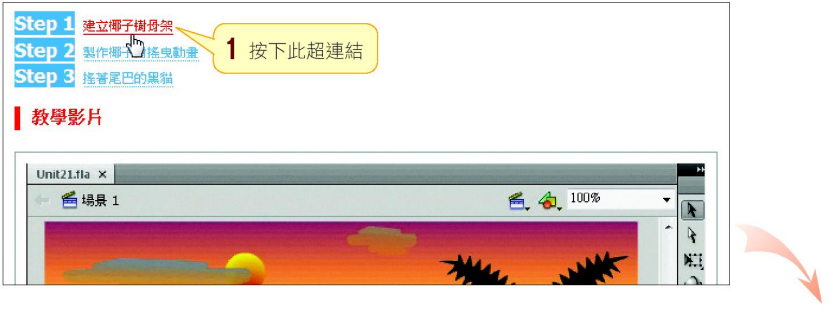 Step 1 建立椰子樹骨架
Step 2 製作椰子樹搖曳動畫
Step 3 搖著尾巴的黑貓
1 按下此超連結
教學影片
Unit21.fla ×
場景 1
100%